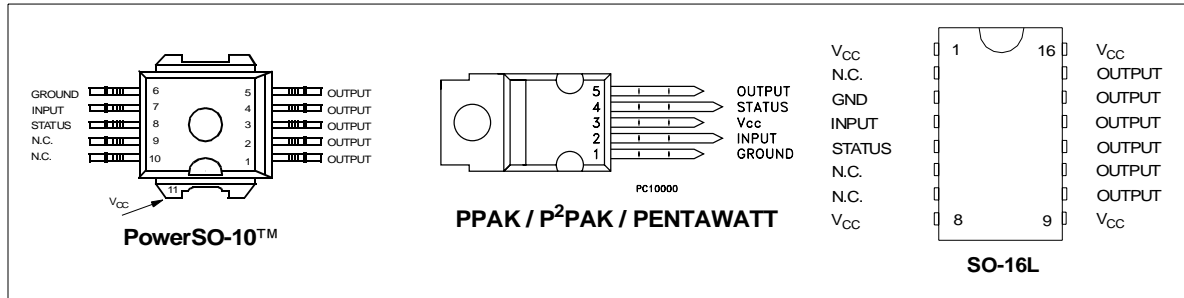 GROUND 6 5 OUTPUT
INPUT 7 4 OUTPUT
STATUS 8 3 OUTPUT
N.C. 9 2 OUTPUT
N.C. 10 1 OUTPUT
11
VCC
PowerSO-10™
5 OUTPUT
4 STATUS
3 Vcc
2 INPUT
1 GROUND
PC10000
PPAK / P²PAK / PENTAWATT
VCC 1 16 VCC
N.C. OUTPUT
GND OUTPUT
INPUT OUTPUT
STATUS OUTPUT
N.C. OUTPUT
N.C. OUTPUT
VCC 8 9 VCC
SO-16L